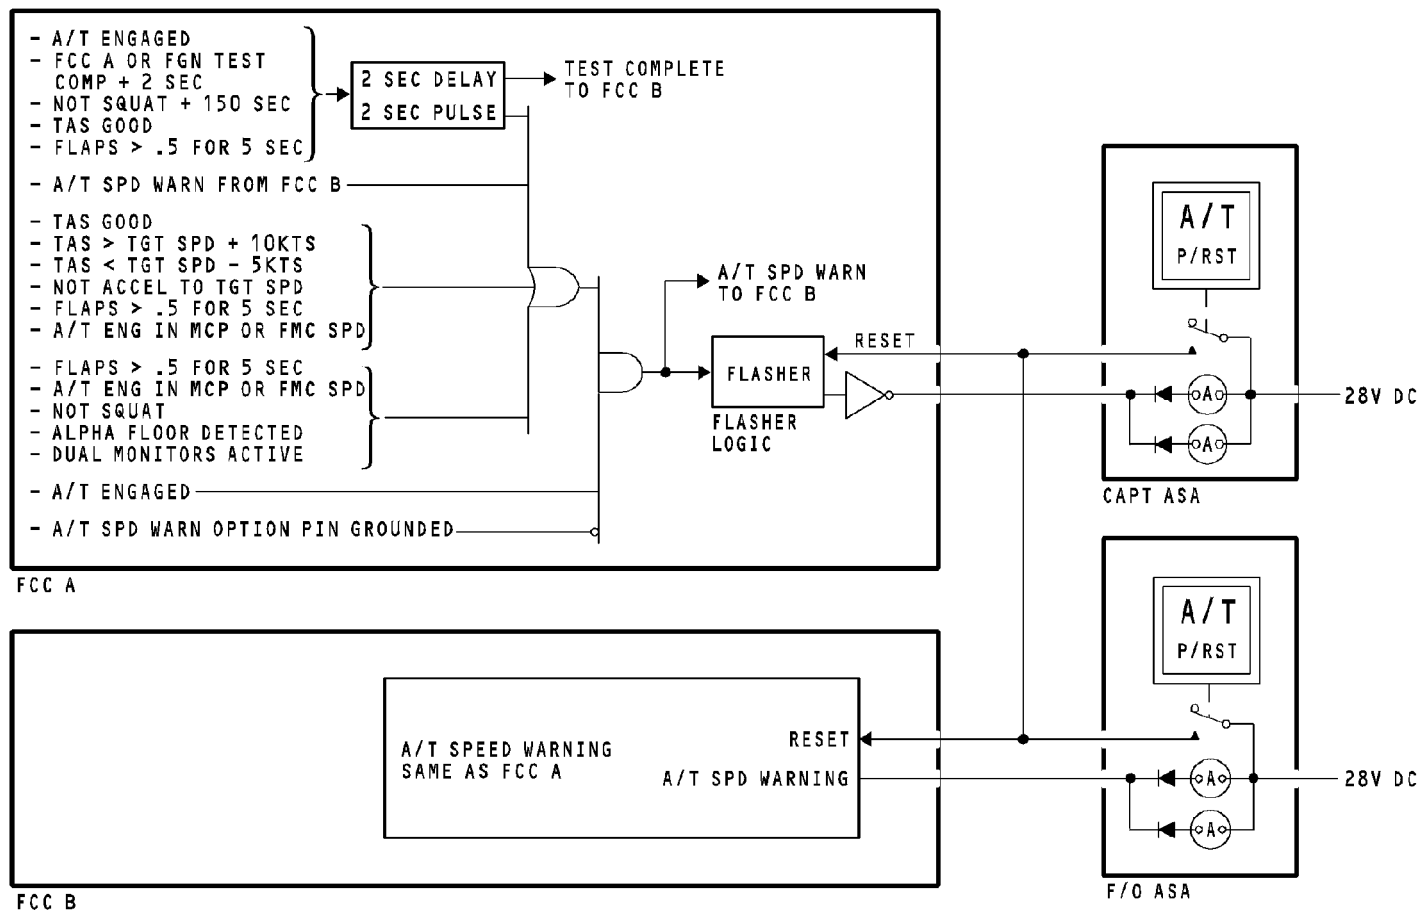 - A/T ENGAGED
- FCC A OR FGN TEST
COMP + 2 SEC
- NOT SQUAT + 150 SEC
- TAS GOOD
- FLAPS > .5 FOR 5 SEC
2 SEC DELAY
2 SEC PULSE
TEST COMPLETE
TO FCC B
- A/T SPD WARN FROM FCC B
- TAS GOOD
- TAS > TGT SPD + 10KTS
- TAS < TGT SPD - 5KTS
- NOT ACCEL TO TGT SPD
- FLAPS > .5 FOR 5 SEC
- A/T ENG IN MCP OR FMC SPD
A/T SPD WARN
TO FCC B
- FLAPS > .5 FOR 5 SEC
- A/T ENG IN MCP OR FMC SPD
- NOT SQUAT
- ALPHA FLOOR DETECTED
- DUAL MONITORS ACTIVE
RESET
FLASHER
FLASHER
LOGIC
- A/T ENGAGED
- A/T SPD WARN OPTION PIN GROUNDED
FCC A
A/T
P/RST
A
A
28V DC
CAPT ASA
A/T SPEED WARNING
SAME AS FCC A
RESET
A/T SPD WARNING
FCC B
A/T
P/RST
A
A
28V DC
F/O ASA